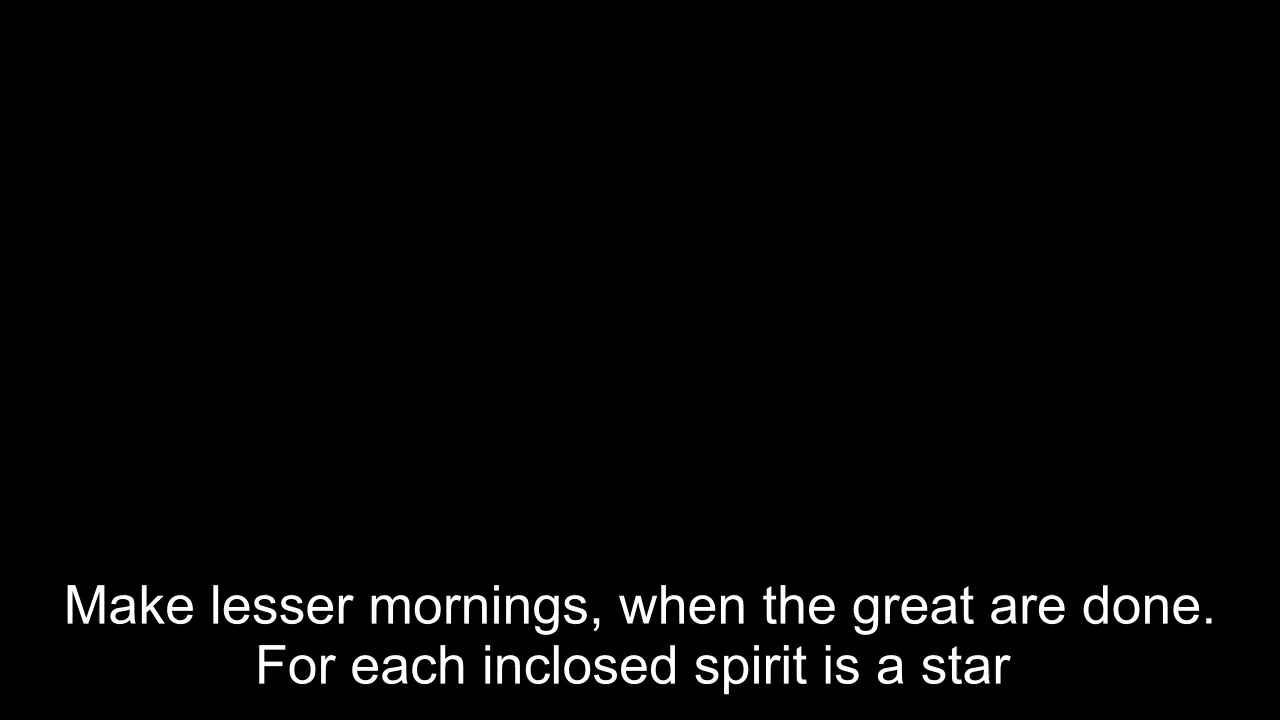 Make lesser mornings, when the great are done.
For each inclosed spirit is a star